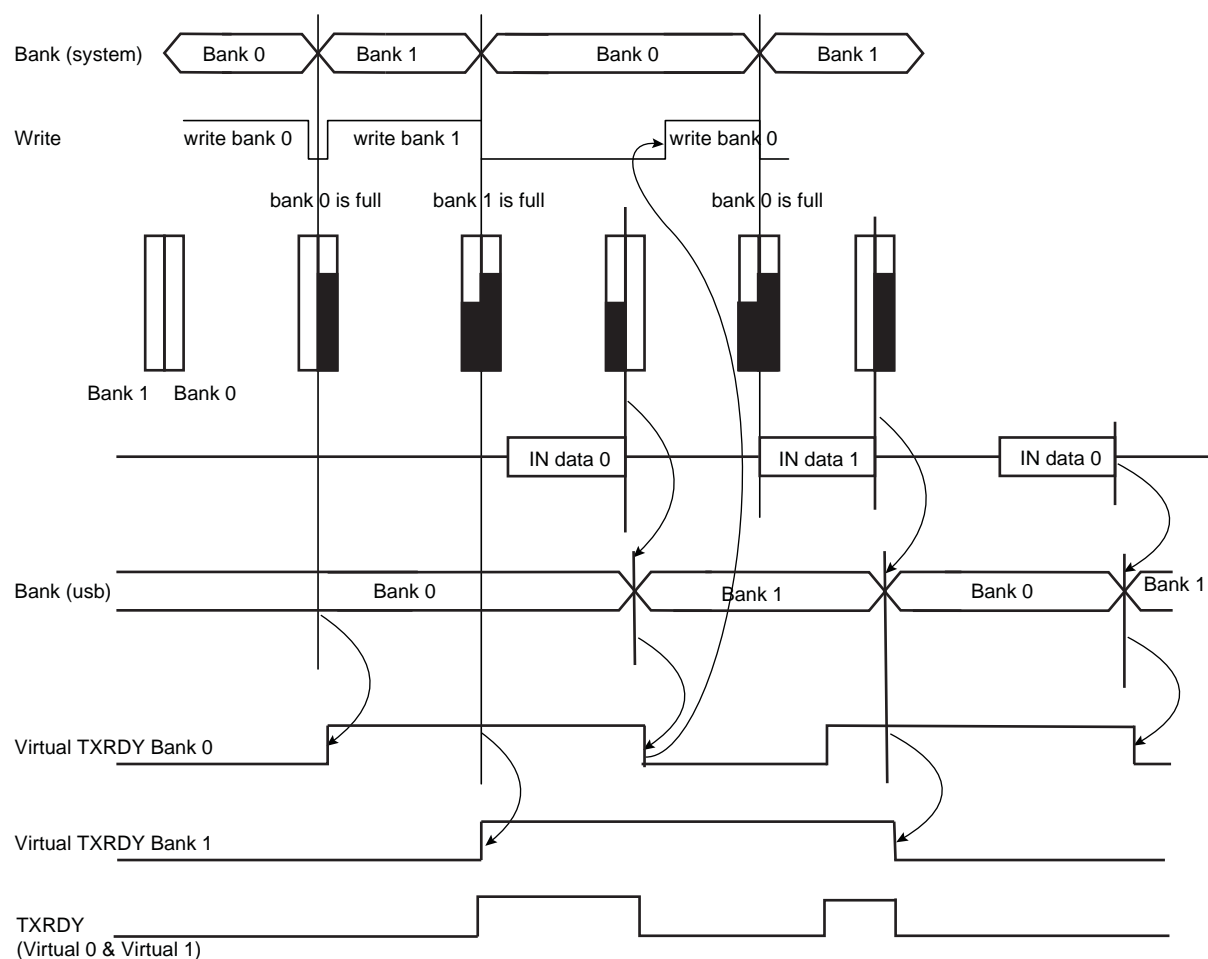 Bank (system)
Bank 0
Bank 1
Bank 0
Bank 1
Write
write bank 0
write bank 1
write bank 0
bank 0 is full
bank 1 is full
bank 0 is full
Bank 1
Bank 0
IN data 0
IN data 1
IN data 0
Bank (usb)
Bank 0
Bank 1
Bank 0
Bank 1
Virtual TXRDY Bank 0
Virtual TXRDY Bank 1
TXRDY
(Virtual 0 & Virtual 1)